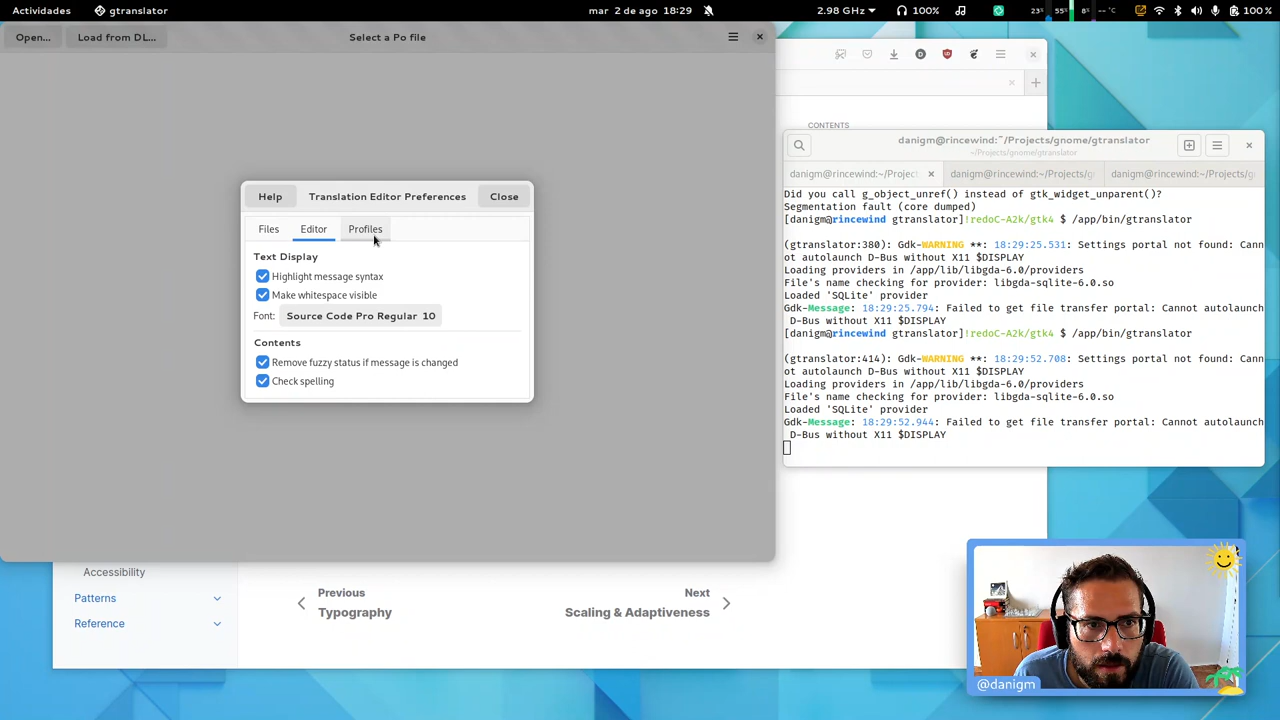 Actividades
gtranslator
mar 2 de ago 18:29
2.98 GHz
100%
23%
55%
8%
-- °C
100 %
Open...
Load from DL...
Select a Po file
Help
Translation Editor Preferences
Close
Files
Editor
Profiles
Text Display
Highlight message syntax
Make whitespace visible
Font:
Source Code Pro Regular 10
Contents
Remove fuzzy status if message is changed
Check spelling
CONTENTS
danigm@rincewind:~/Projects/gnome/gtranslator
~/Projects/gnome/gtranslator
danigm@rincewind:~/Project
danigm@rincewind:~/Projects/g
danigm@rincewind:~/Projects/g
Did you call g_object_unref() instead of gtk_widget_unparent()?
Segmentation fault (core dumped)
[danigm@rincewind gtranslator]!redoC-A2k/gtk4 $ /app/bin/gtranslator
(gtranslator:380): Gdk-WARNING **: 18:29:25.531: Settings portal not found: Cann
ot autolaunch D-Bus without X11 $DISPLAY
Loading providers in /app/lib/libgda-6.0/providers
File's name checking for provider: libgda-sqlite-6.0.so
Loaded 'SQLite' provider
Gdk-Message: 18:29:25.794: Failed to get file transfer portal: Cannot autolaunch
D-Bus without X11 $DISPLAY
[danigm@rincewind gtranslator]!redoC-A2k/gtk4 $ /app/bin/gtranslator
(gtranslator:414): Gdk-WARNING **: 18:29:52.708: Settings portal not found: Cann
ot autolaunch D-Bus without X11 $DISPLAY
Loading providers in /app/lib/libgda-6.0/providers
File's name checking for provider: libgda-sqlite-6.0.so
Loaded 'SQLite' provider
Gdk-Message: 18:29:52.944: Failed to get file transfer portal: Cannot autolaunch
D-Bus without X11 $DISPLAY
Accessibility
Patterns
Reference
Previous
Typography
Next
Scaling & Adaptiveness
@danigm